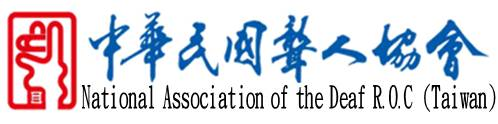 中華民國聾人協會
National Association of the Deaf R.O.C (Taiwan)